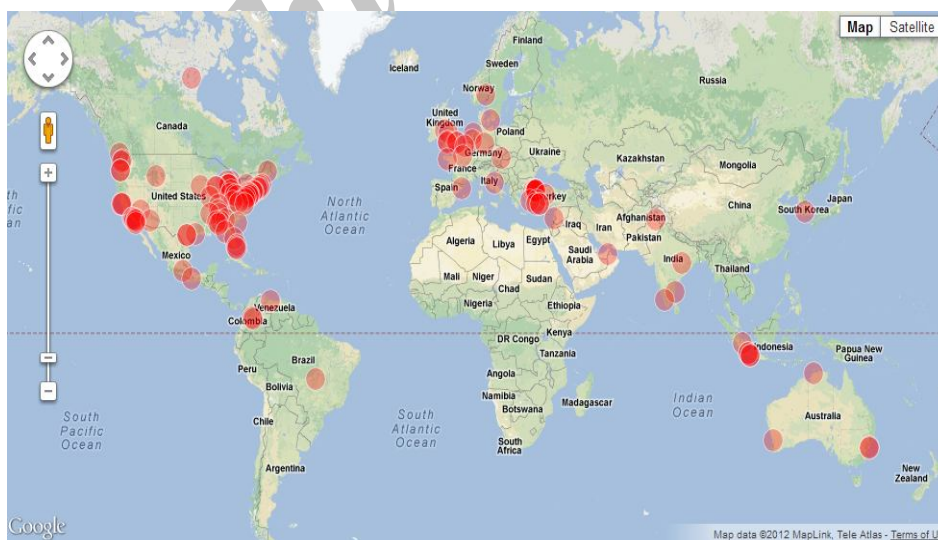 Map Satellite
Finland
Iceland
Sweden
Russia
Norway
United
Kingdom
Canada
Poland
Germany
Ukraine
Kazakhstan
Mongolia
France
United States
North
Atlantic
Ocean
Spain
Italy
Japan
China
South Korea
Afghanistan
Iraq
Iran
Algeria
Libya
Egypt
Pakistan
Mexico
Saudi
Arabia
India
Mali
Niger
Sudan
Thailand
Chad
Venezuela
Nigeria
Ethiopia
Colombia
DR Congo
Kenya
Indonesia
Papua New
Guinea
Tanzania
Brazil
Peru
Angola
Bolivia
Namibia
Botswana
Madagascar
Indian
Ocean
South
Pacific
Ocean
South
Atlantic
Ocean
Chile
Australia
South
Africa
Argentina
New
Zealand
Google
Map data ©2012 MapLink, Tele Atlas - Terms of U